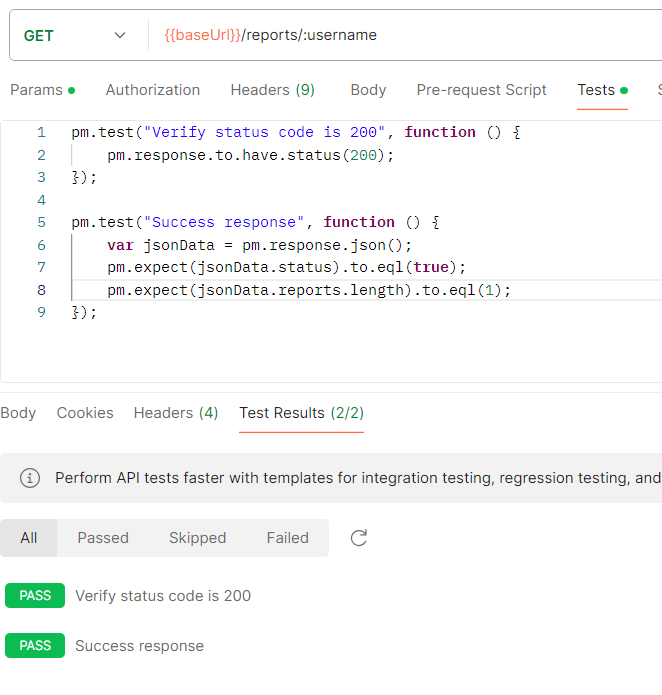 GET {{baseUrl}}/reports/:username
Params Authorization Headers (9) Body Pre-request Script Tests
1 pm.test("Verify status code is 200", function () {
2     pm.response.to.have.status(200);
3 });
4
5 pm.test("Success response", function () {
6     var jsonData = pm.response.json();
7     pm.expect(jsonData.status).to.eql(true);
8     pm.expect(jsonData.reports.length).to.eql(1);
9 });
Body Cookies Headers (4) Test Results (2/2)
Perform API tests faster with templates for integration testing, regression testing, and
All Passed Skipped Failed
PASS Verify status code is 200
PASS Success response